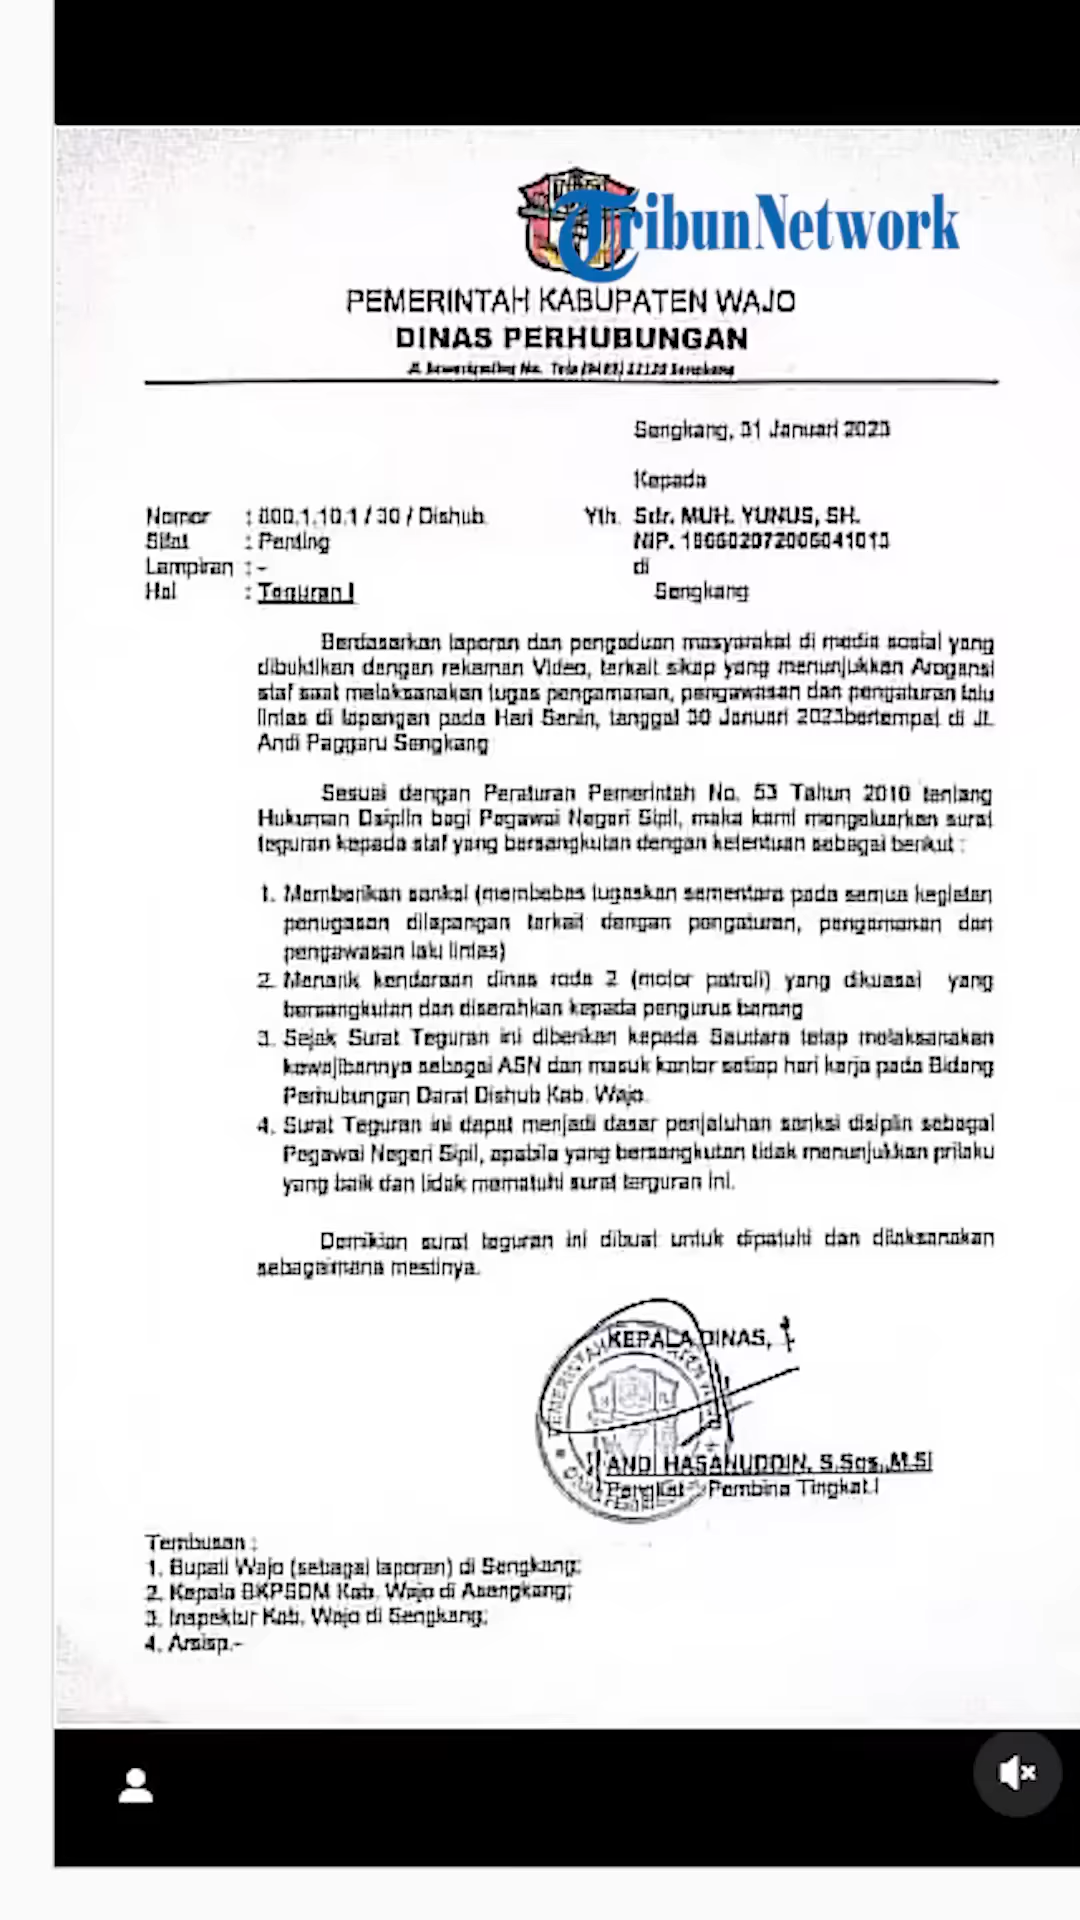 TribunNetwork
PEMERINTAH KABUPATEN WAJO
DINAS PERHUBUNGAN
Sengkang
Sengkang, 31 Januari 2023
Kepada
Nomor : 800.1.10.1 / 30 / Dishub
Yth. Sdr. MUH. YUNUS, SH.
Sifat : Penting
NIP.
Lampiran : -
di
Hal : Teguran I
Sengkang
Berdasarkan laporan dan pengaduan masyarakat di media sosial yang
dibuktikan dengan rekaman Video, terkait sikap yang menunjukkan Arogansi
staf saat melaksanakan tugas pengamanan, pengawasan dan pengaturan lalu
lintas di lapangan pada Hari Senin, tanggal 30 Januari 2023bertempat di Jl.
Andi Paggaru Sengkang
Sesuai dengan Peraturan Pemerintah No. 53 Tahun 2010 tentang
Hukuman Dsiplin bagi Pegawai Negeri Sipil, maka kami mengeluarkan surat
teguran kepada staf yang bersangkutan dengan ketentuan sebagai berikut :
1. Memberikan sanksi (membebas tugaskan sementara pada semua kegiatan
penugasan dilapangan terkait dengan pengaturan, pengamanan dan
pengawasan lalu lintas)
2. Menarik kendaraan dinas roda 2 (motor patroli) yang dikuasai yang
bersangkutan dan diserahkan kepada pengurus barang
3. Sejak Surat Teguran ini diberikan kepada Saudara tetap melaksanakan
kewajibannya sebagai ASN dan masuk kantor setiap hari kerja pada Bidang
Perhubungan Darat Dishub Kab. Wajo.
4. Surat Teguran ini dapat menjadi dasar penjatuhan sanksi disiplin sebagai
Pegawai Negeri Sipil, apabila yang bersangkutan tidak menunjukkan prilaku
yang baik dan tidak mematuhi surat terguran ini.
Demikian surat teguran ini dibuat untuk dipatuhi dan dilaksanakan
sebagaimana mestinya.
KEPALA DINAS,
ANDI HASANUDDIN, S.Sos.,M.Si
Pangkat : Pembina Tingkat I
Tembusan :
1. Bupati Wajo (sebagai laporan) di Sengkang;
2. Kepala BKPSDM Kab. Wajo di Asengkang;
3. Inspektur Kab. Wajo di Sengkang;
4. Arsisp.-